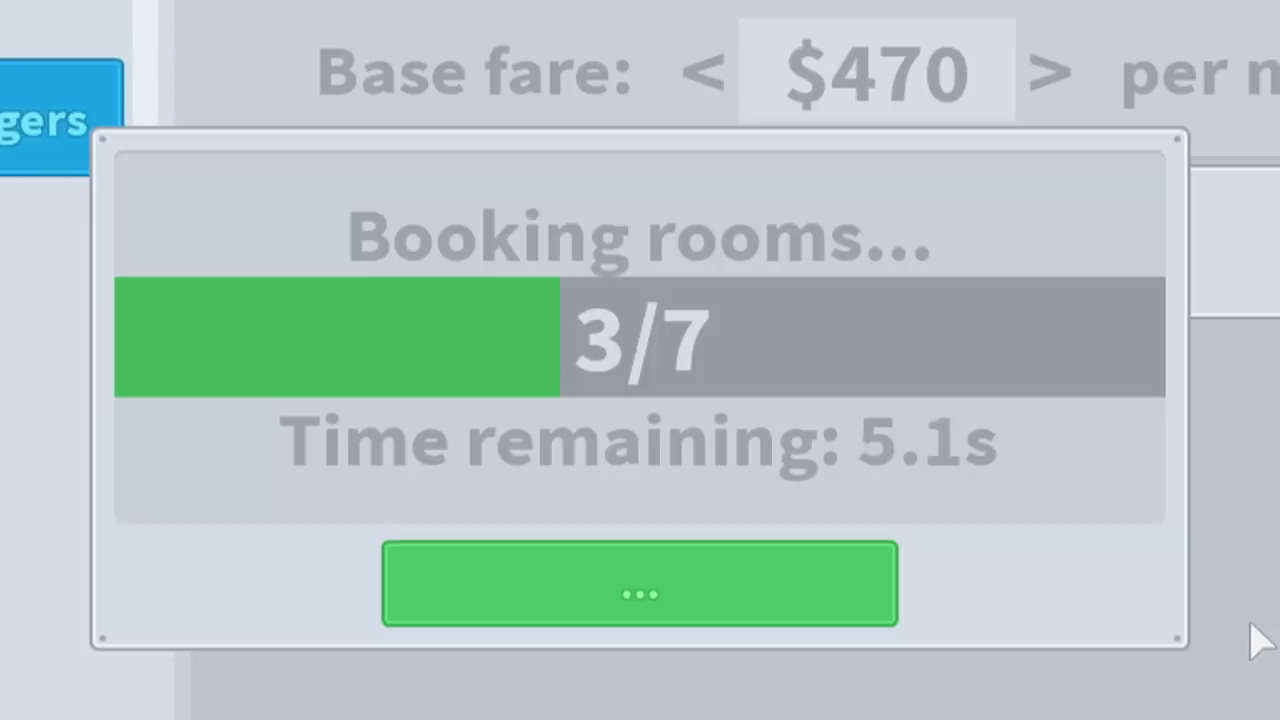 Base fare: < $470 > per n
gers
Booking rooms...
3/7
Time remaining: 5.1s
...